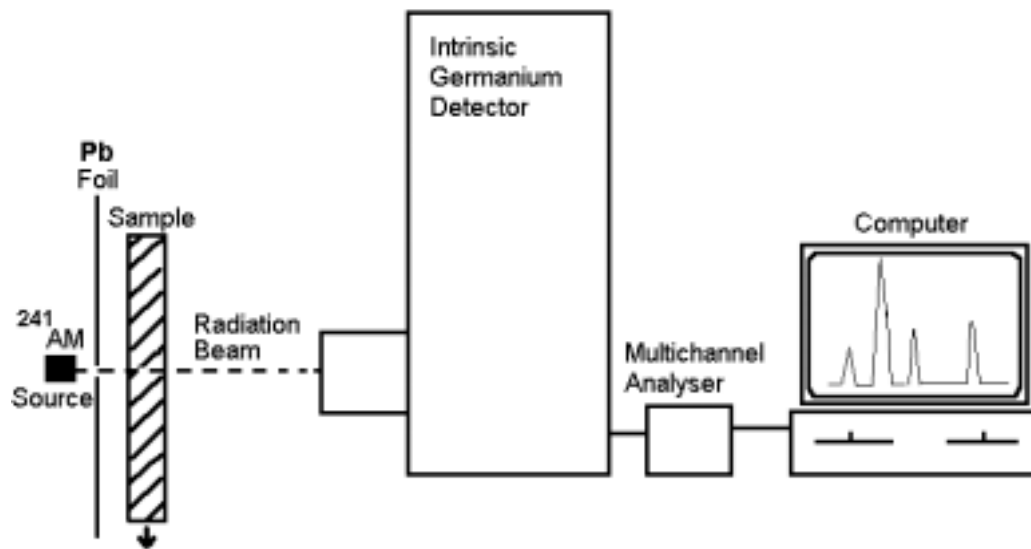 Intrinsic
Germanium
Detector
Pb
Foil
Sample
Computer
241
AM
Source
Radiation
Beam
Multichannel
Analyser